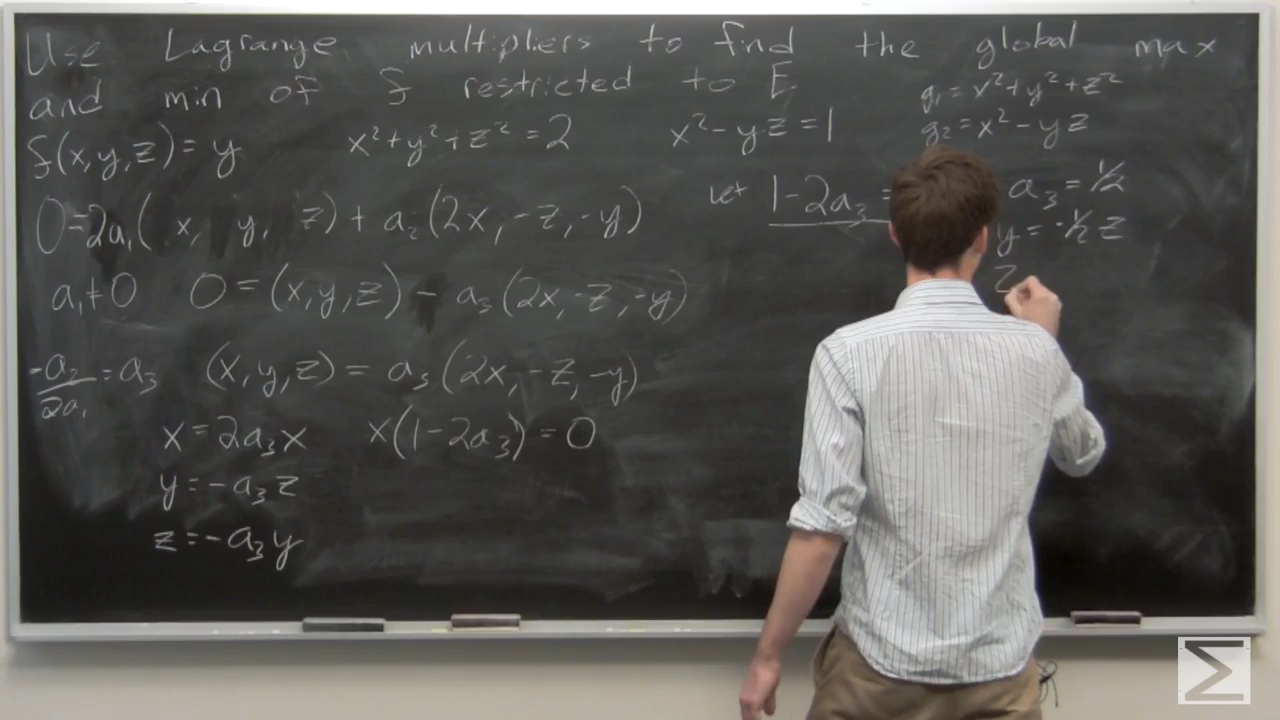 Use Lagrange multipliers to find the global max
and min of f restricted to E
g₁=x²+y²+z²
f(x,y,z)=y x²+y²+z²=2 x²-yz=1 g₂=x²-yz
0=2a₁(x, y, z)+a₂(2x,-z,-y)
a₁≠0 0=(x,y,z)-a₃(2x,-z,-y)
-a₂/2a₁=a₃ (x,y,z)=a₃(2x,-z,-y)
x=2a₃x x(1-2a₃)=0
y=-a₃z
z=-a₃y
let 1-2a₃= a₃=½
y=-½z
z
Σ